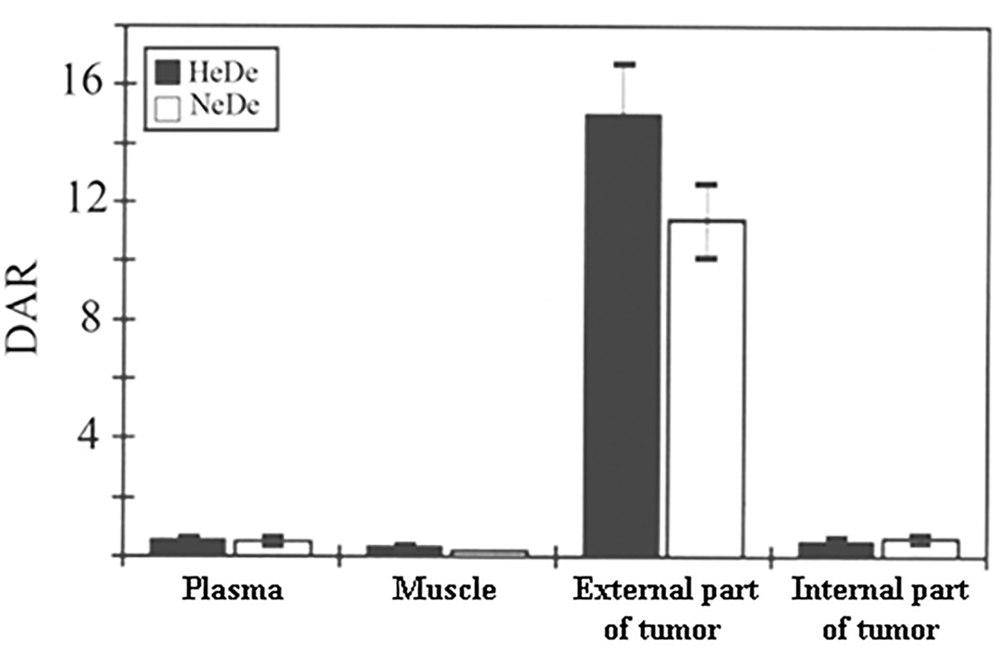 HeDe
NeDe
16
12
8
4
DAR
Plasma
Muscle
External part
of tumor
Internal part
of tumor